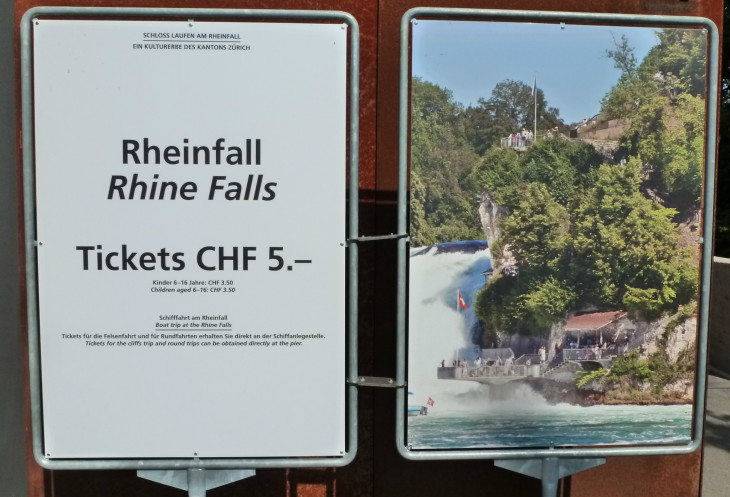 SCHLOSS LAUFEN AM RHEINFALL
EIN KULTURERBE DES KANTONS ZÜRICH
Rheinfall
Rhine Falls
Tickets CHF 5.–
Kinder 6–16 Jahre: CHF 3.50
Children aged 6–16: CHF 3.50
Schifffahrt am Rheinfall
Boat trip at the Rhine Falls
Tickets für die Felsenfahrt und für Rundfahrten erhalten Sie direkt an der Schiffanlegestelle.
Tickets for the cliffs trip and round trips can be obtained directly at the pier.